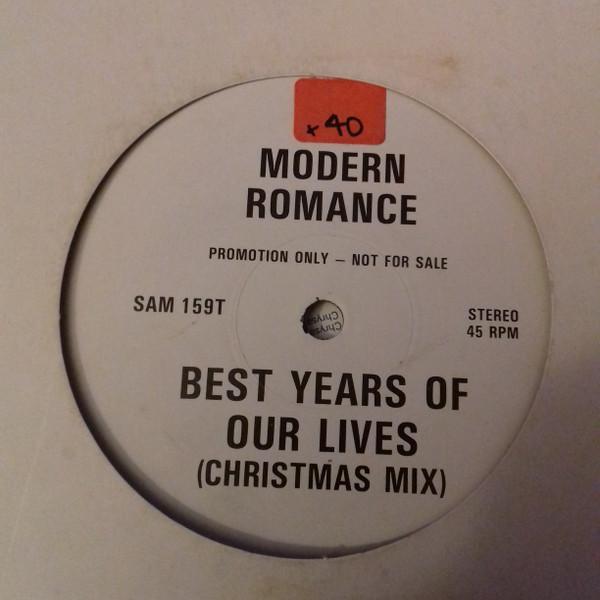 x 40
MODERN
ROMANCE
PROMOTION ONLY – NOT FOR SALE
SAM 159T
STEREO
45 RPM
BEST YEARS OF
OUR LIVES
(CHRISTMAS MIX)